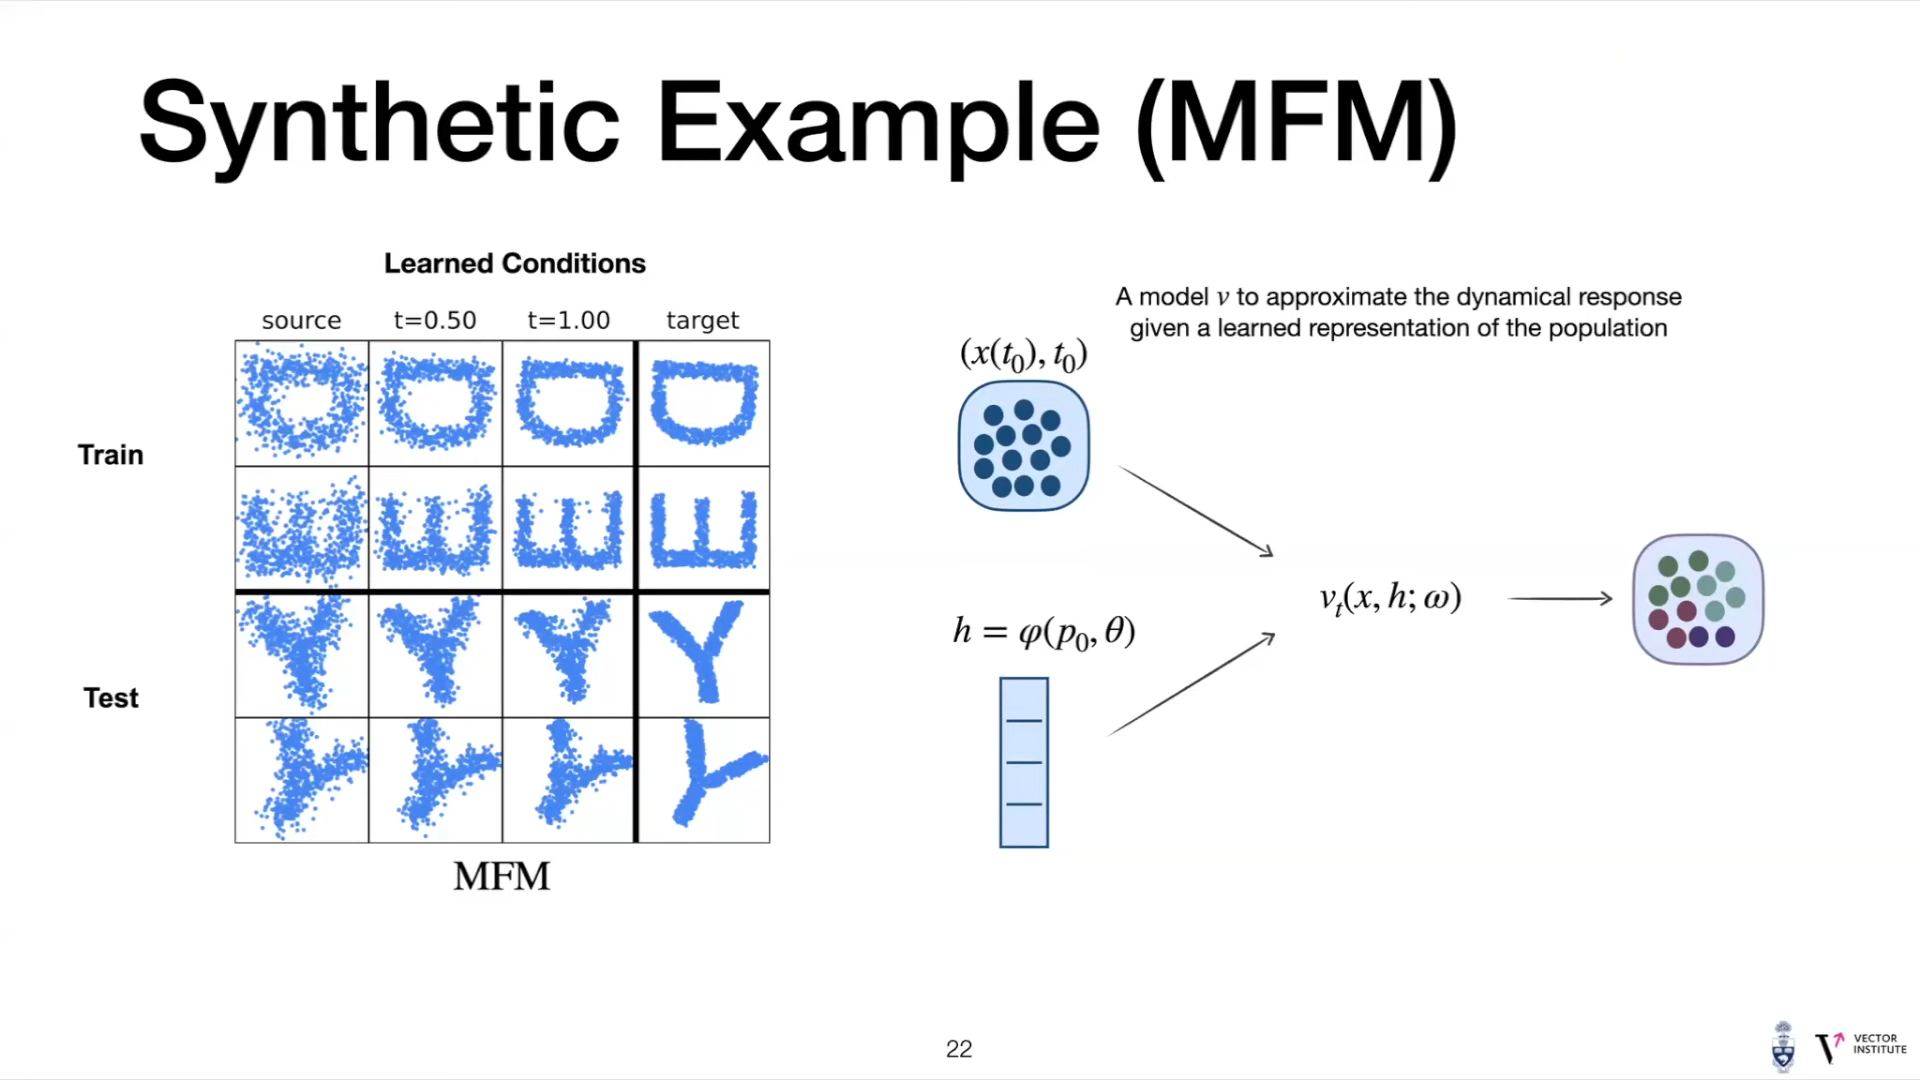 Synthetic Example (MFM)
Learned Conditions
source t=0.50 t=1.00 target
Train
Test
MFM
A model v to approximate the dynamical response
given a learned representation of the population
(x(t₀), t₀)
h = φ(p₀, θ)
vₜ(x, h; ω)
22
VECTOR
INSTITUTE